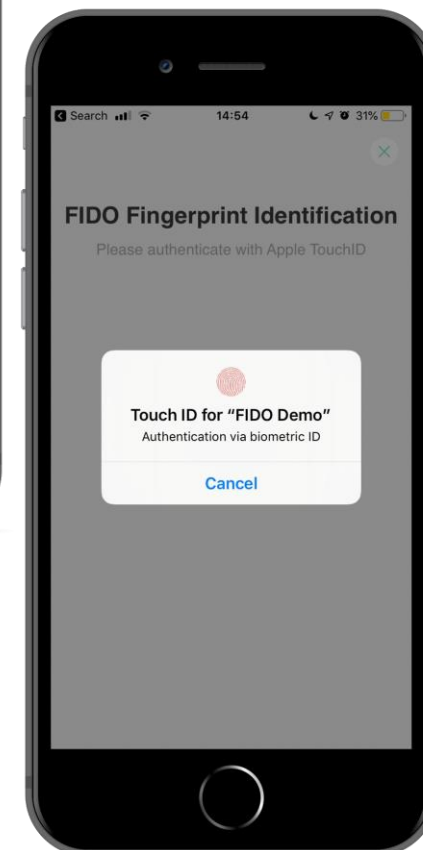 Search 14:54 31%
FIDO Fingerprint Identification
Please authenticate with Apple TouchID
Touch ID for “FIDO Demo”
Authentication via biometric ID
Cancel